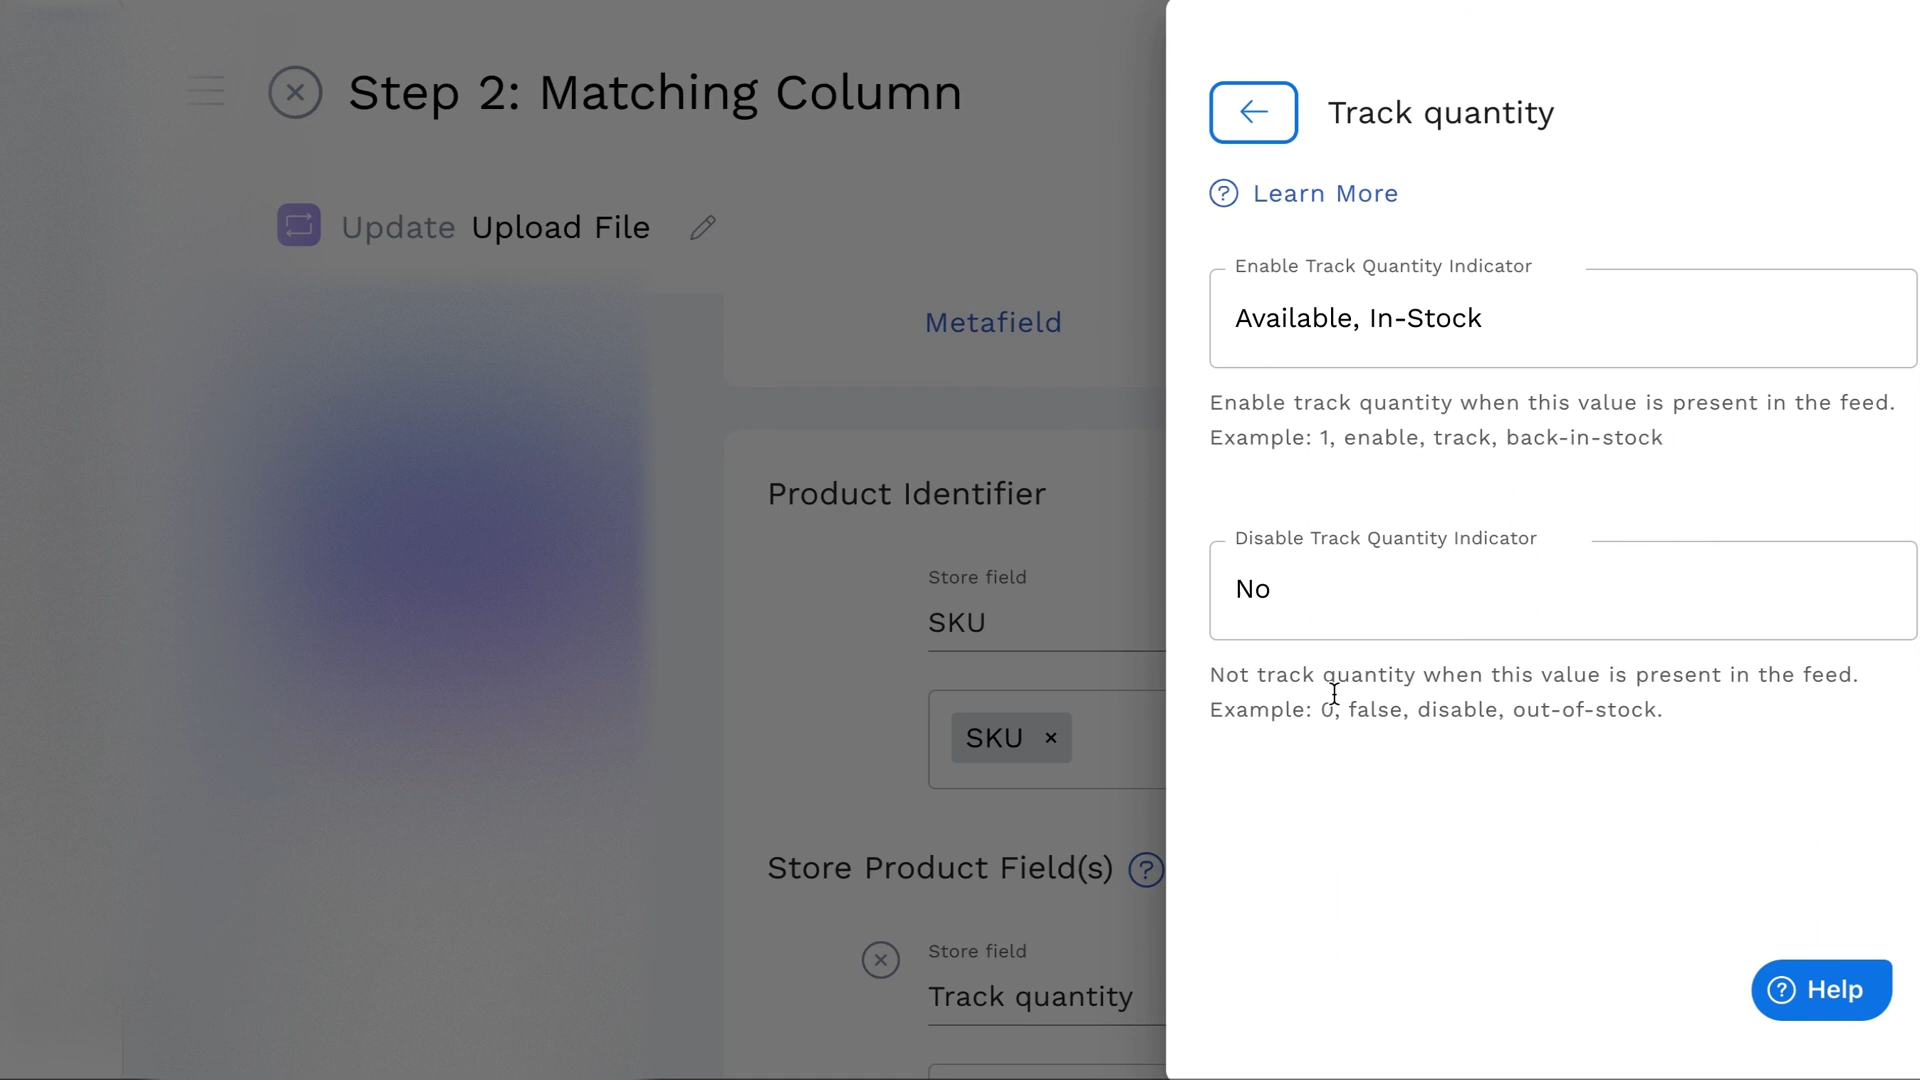 Step 2: Matching Column
Update Upload File
Metafield
Product Identifier
Store field
SKU
SKU ×
Store Product Field(s) ?
Store field
Track quantity
Track quantity
? Learn More
Enable Track Quantity Indicator
Available, In-Stock
Enable track quantity when this value is present in the feed.
Example: 1, enable, track, back-in-stock
Disable Track Quantity Indicator
No
Not track quantity when this value is present in the feed.
Example: 0, false, disable, out-of-stock.
? Help